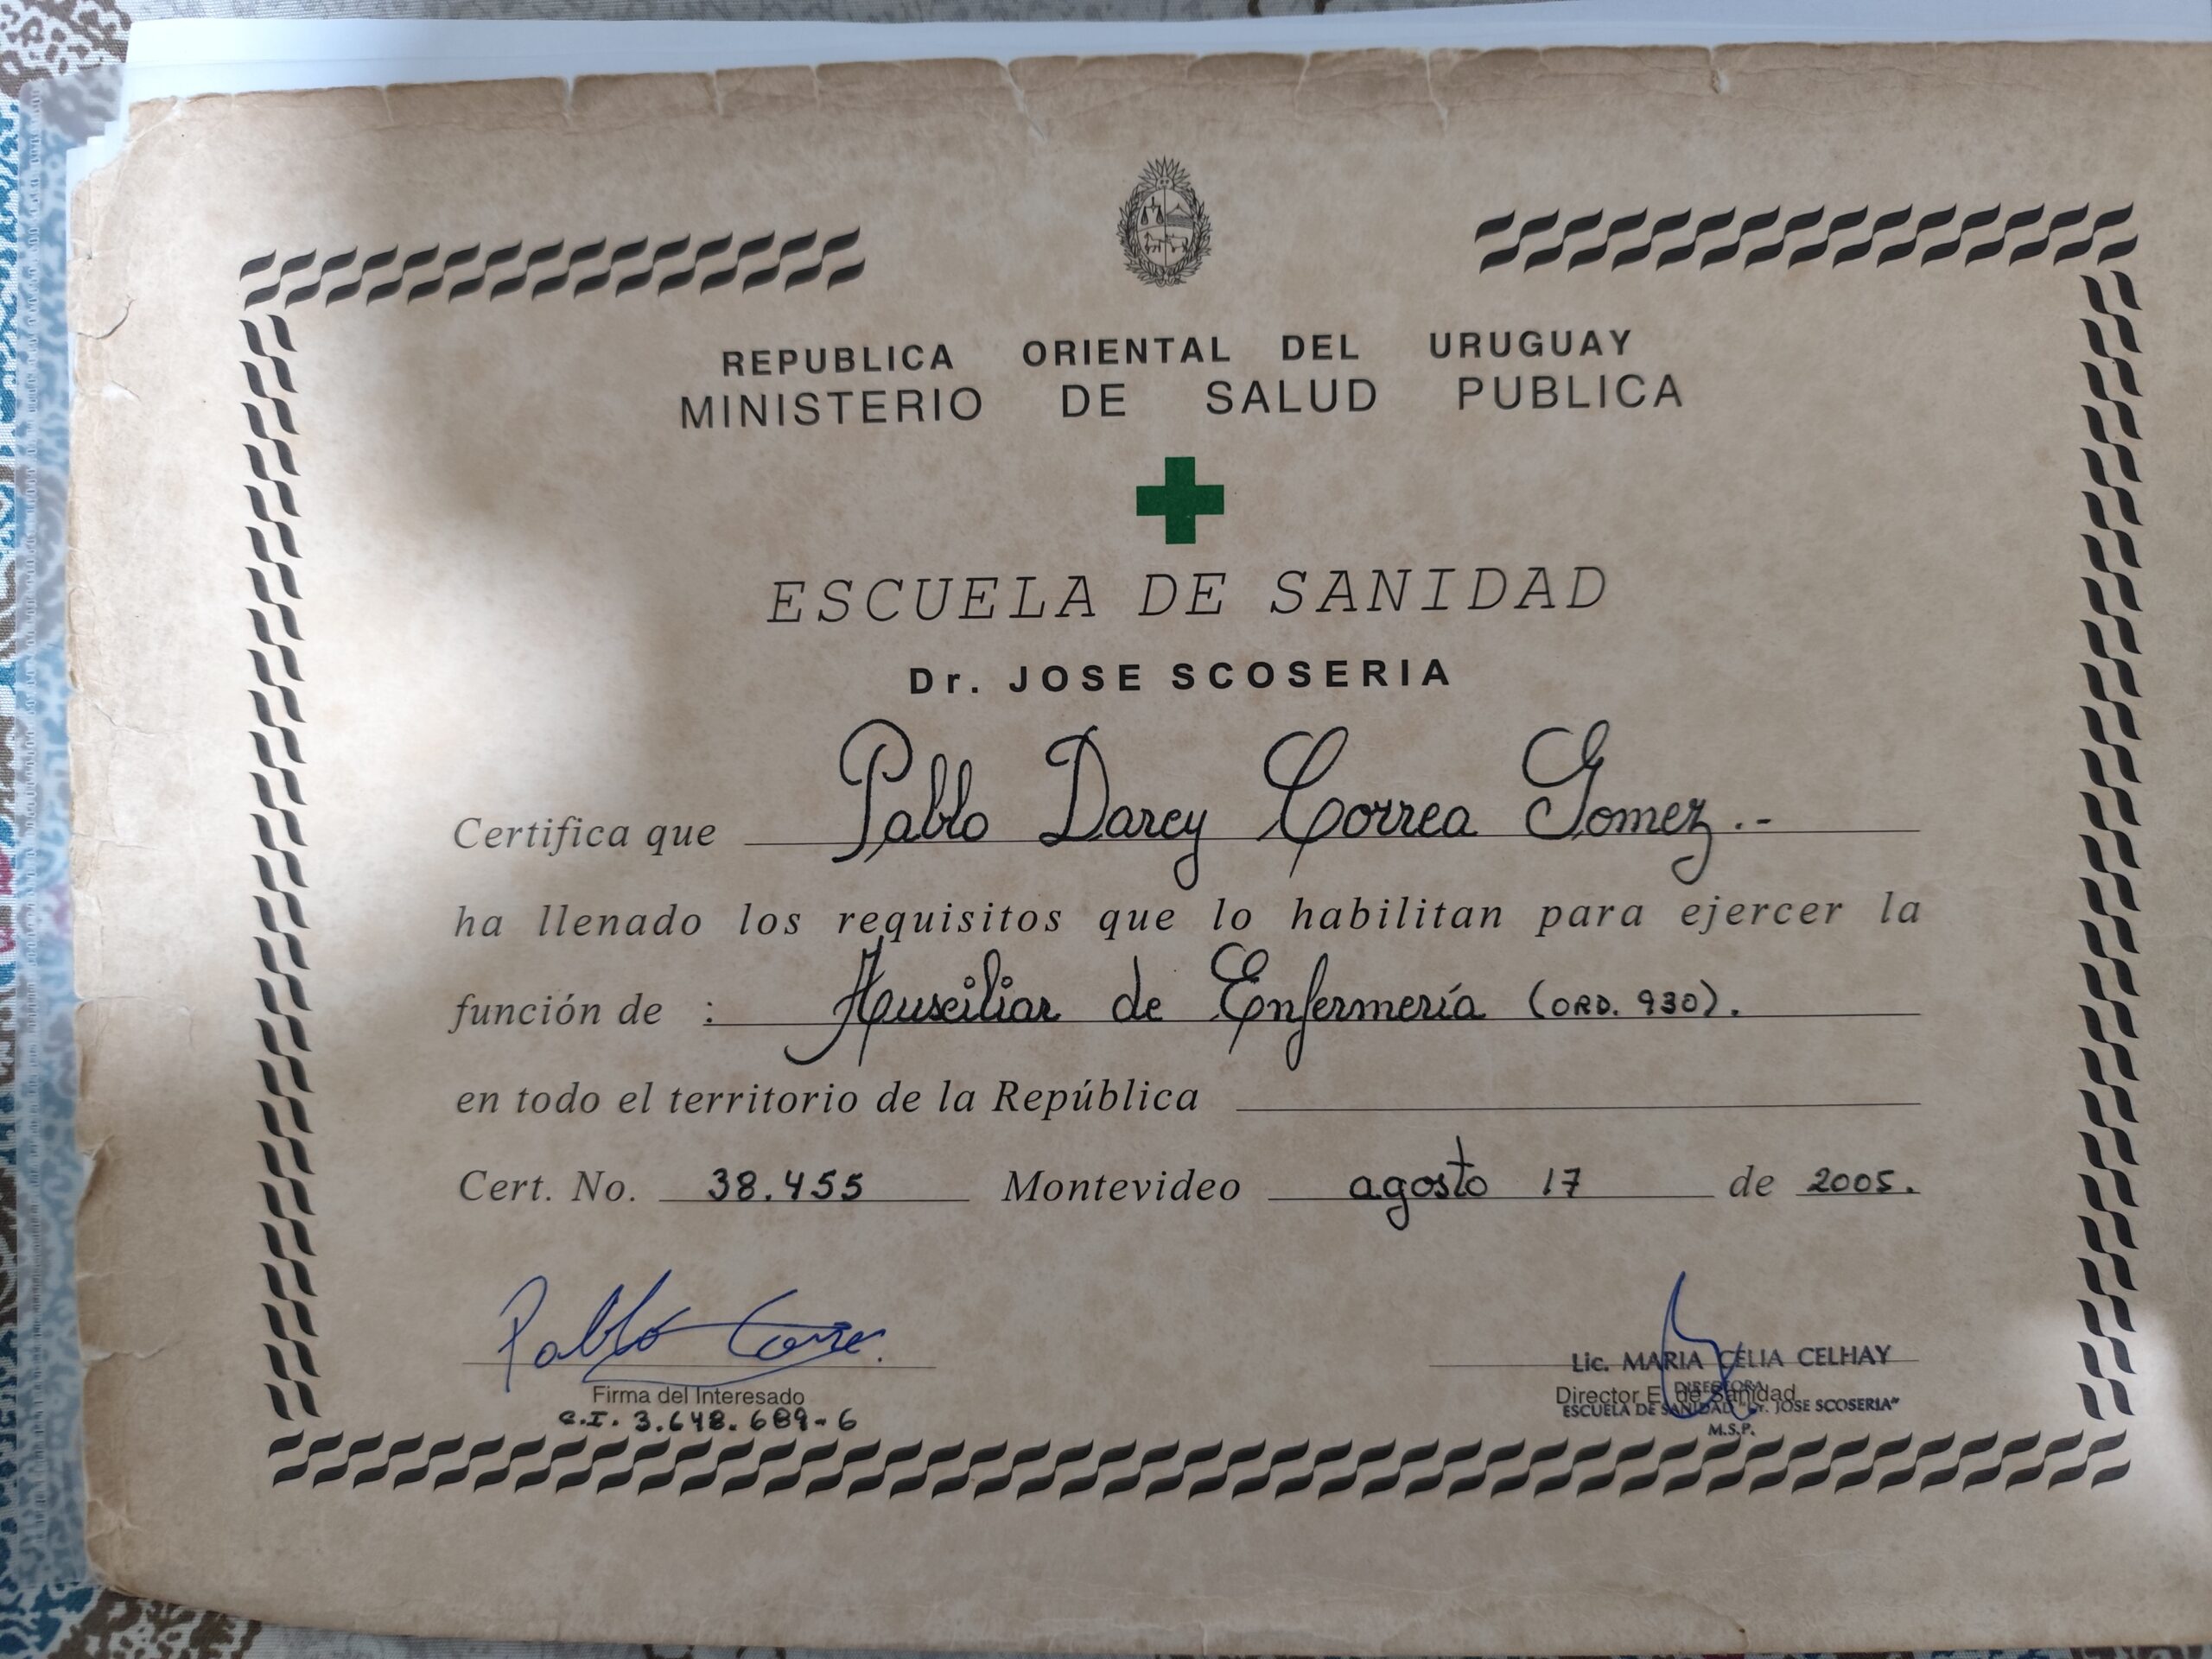 REPUBLICA ORIENTAL DEL URUGUAY
MINISTERIO DE SALUD PUBLICA
ESCUELA DE SANIDAD
Dr. JOSE SCOSERIA
Certifica que Pablo Darcy Correa Gomez.-
ha llenado los requisitos que lo habilitan para ejercer la
función de : Auxiliar de Enfermería (ORD. 930).
en todo el territorio de la República
Cert. No. 38.455 Montevideo agosto 17 de 2005.
Pablo Correa.
Firma del Interesado
C.I. 3.648.689-6
Lic. MARIA CELIA CELHAY
DIRECTORA
Director E. de Sanidad
ESCUELA DE SANIDAD "Dr. JOSE SCOSERIA"
M.S.P.